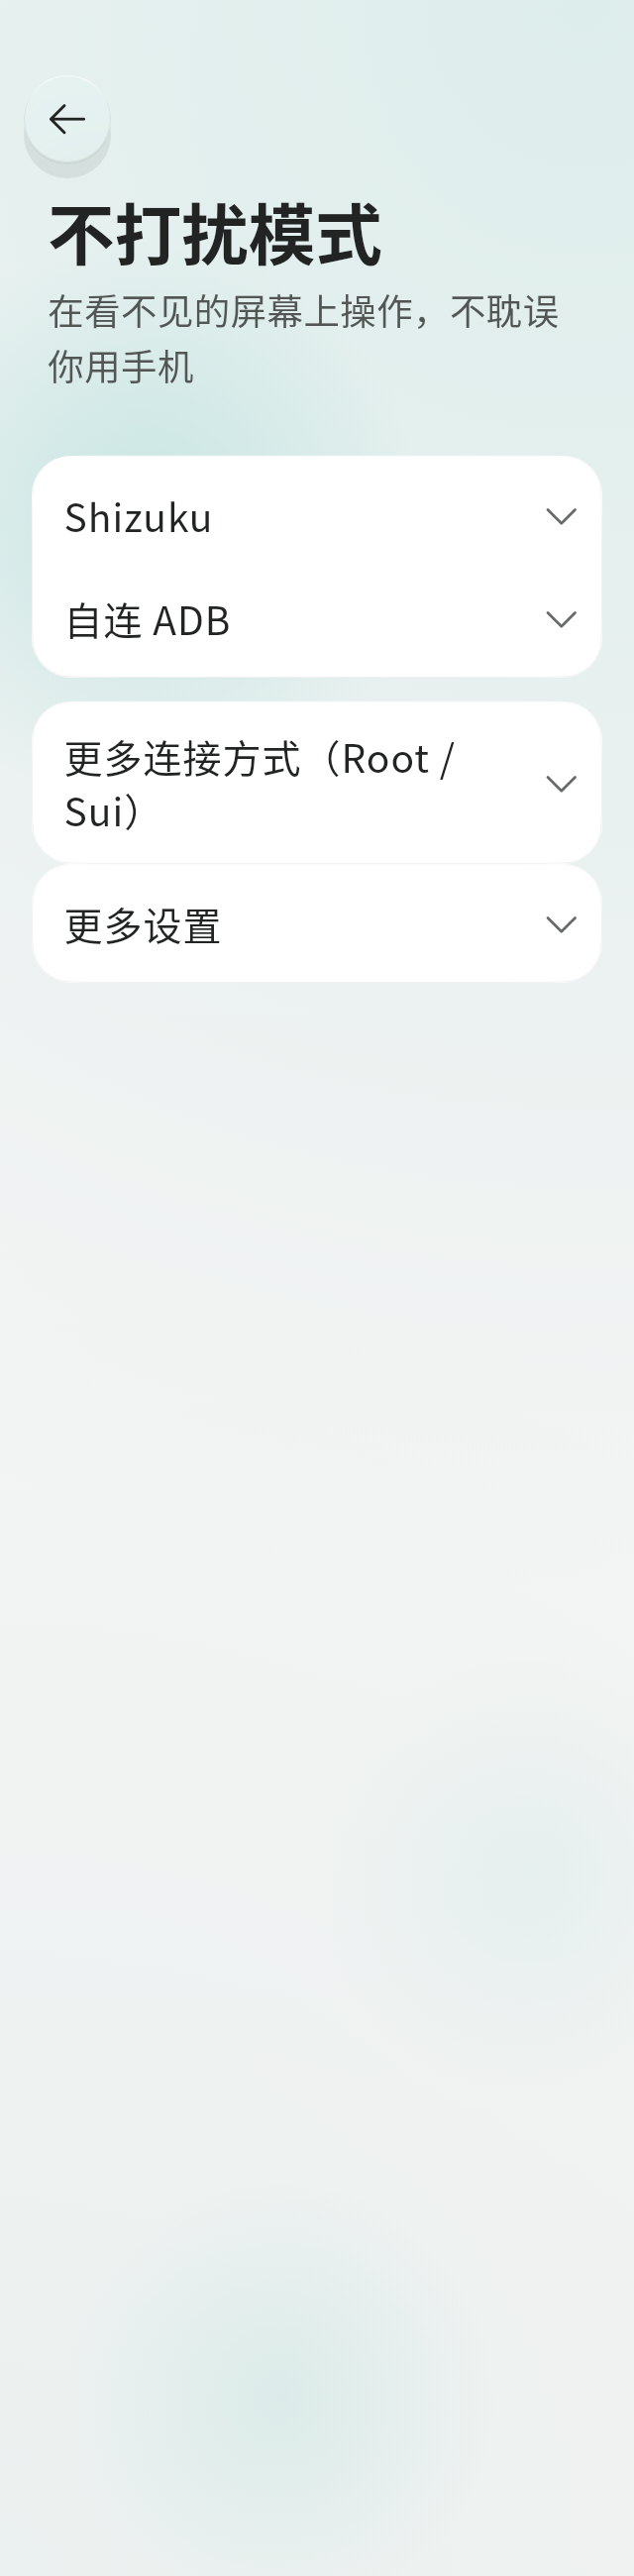 不打扰模式
在看不见的屏幕上操作，不耽误
你用手机
Shizuku
自连 ADB
更多连接方式（Root /
Sui）
更多设置